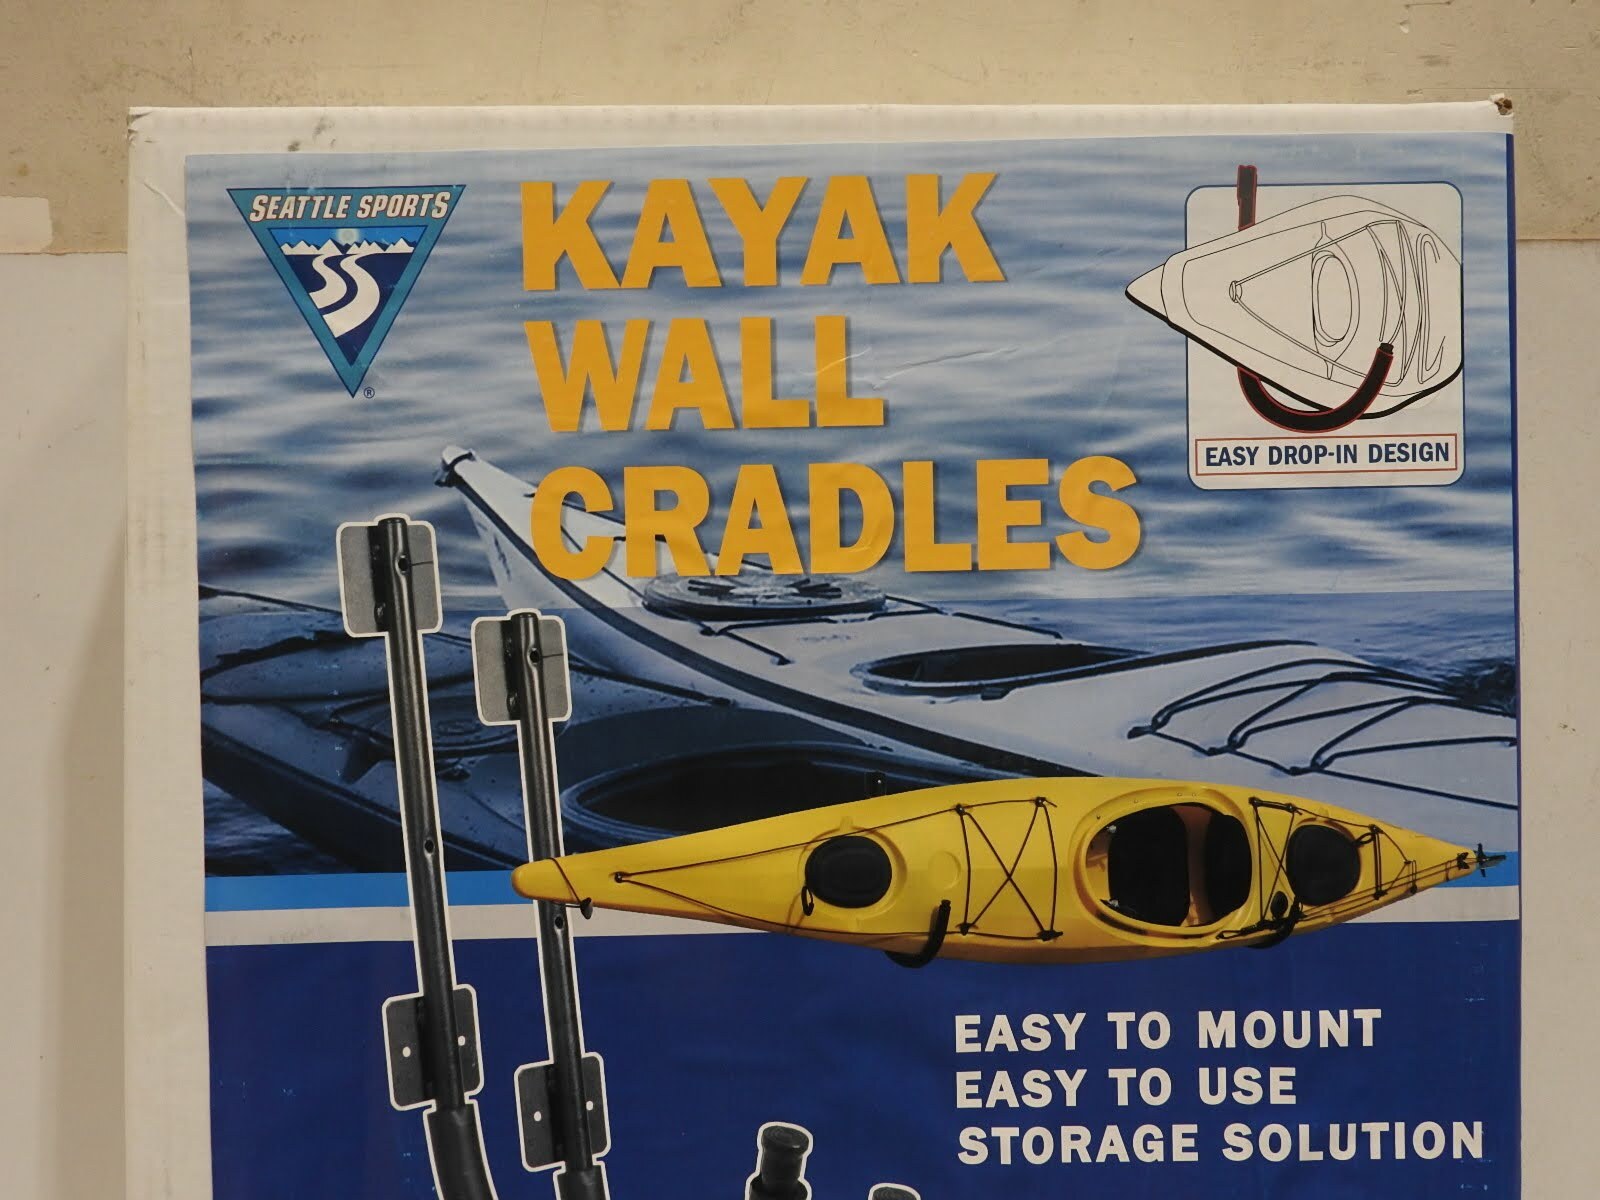 SEATTLE SPORTS
®
KAYAK
WALL
CRADLES
EASY DROP-IN DESIGN
EASY TO MOUNT
EASY TO USE
STORAGE SOLUTION